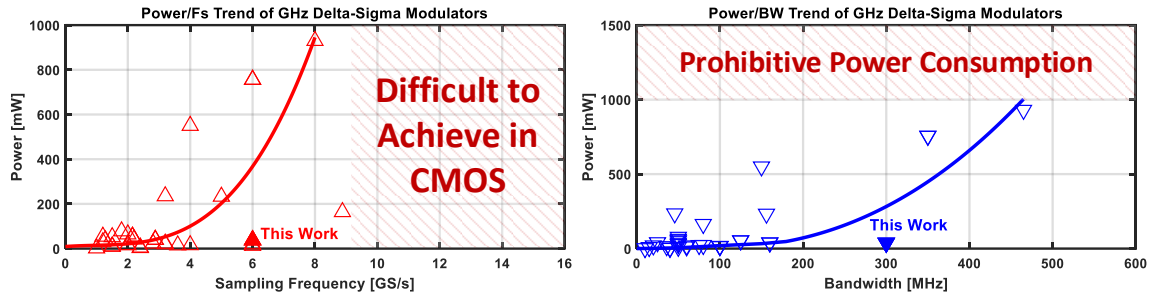 Power/Fs Trend of GHz Delta-Sigma Modulators
1000
800
600
400
200
0
Power [mW]
Difficult to
Achieve in
CMOS
This Work
0 2 4 6 8 10 12 14 16
Sampling Frequency [GS/s]
Power/BW Trend of GHz Delta-Sigma Modulators
1500
1000
500
0
Power [mW]
Prohibitive Power Consumption
This Work
0 100 200 300 400 500 600
Bandwidth [MHz]